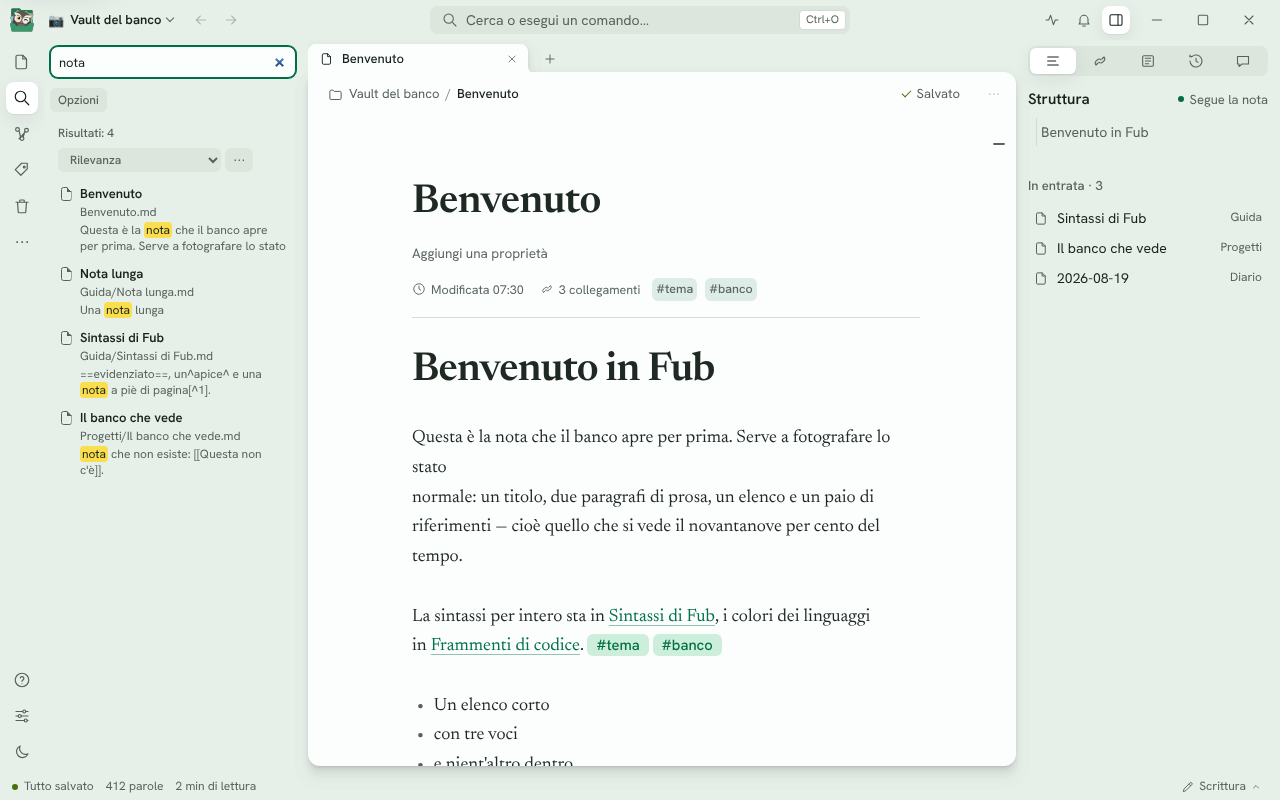 Vault del banco
Cerca o esegui un comando...
Ctrl+O
nota
Opzioni
Risultati: 4
Rilevanza
Benvenuto
Benvenuto.md
Questa è la nota che il banco apre
per prima. Serve a fotografare lo stato
Nota lunga
Guida/Nota lunga.md
Una nota lunga
Sintassi di Fub
Guida/Sintassi di Fub.md
==evidenziato==, un^apice^ e una
nota a piè di pagina[^1].
Il banco che vede
Progetti/Il banco che vede.md
nota che non esiste: [[Questa non
c'è]].
Benvenuto
Vault del banco / Benvenuto
Salvato
Benvenuto
Aggiungi una proprietà
Modificata 07:30
3 collegamenti
#tema
#banco
Benvenuto in Fub
Questa è la nota che il banco apre per prima. Serve a fotografare lo
stato
normale: un titolo, due paragrafi di prosa, un elenco e un paio di
riferimenti — cioè quello che si vede il novantanove per cento del
tempo.
La sintassi per intero sta in Sintassi di Fub, i colori dei linguaggi
in Frammenti di codice. #tema #banco
• Un elenco corto
• con tre voci
• e nient'altro dentro
Struttura
Segue la nota
Benvenuto in Fub
In entrata · 3
Sintassi di Fub Guida
Il banco che vede Progetti
2026-08-19 Diario
Tutto salvato
412 parole
2 min di lettura
Scrittura